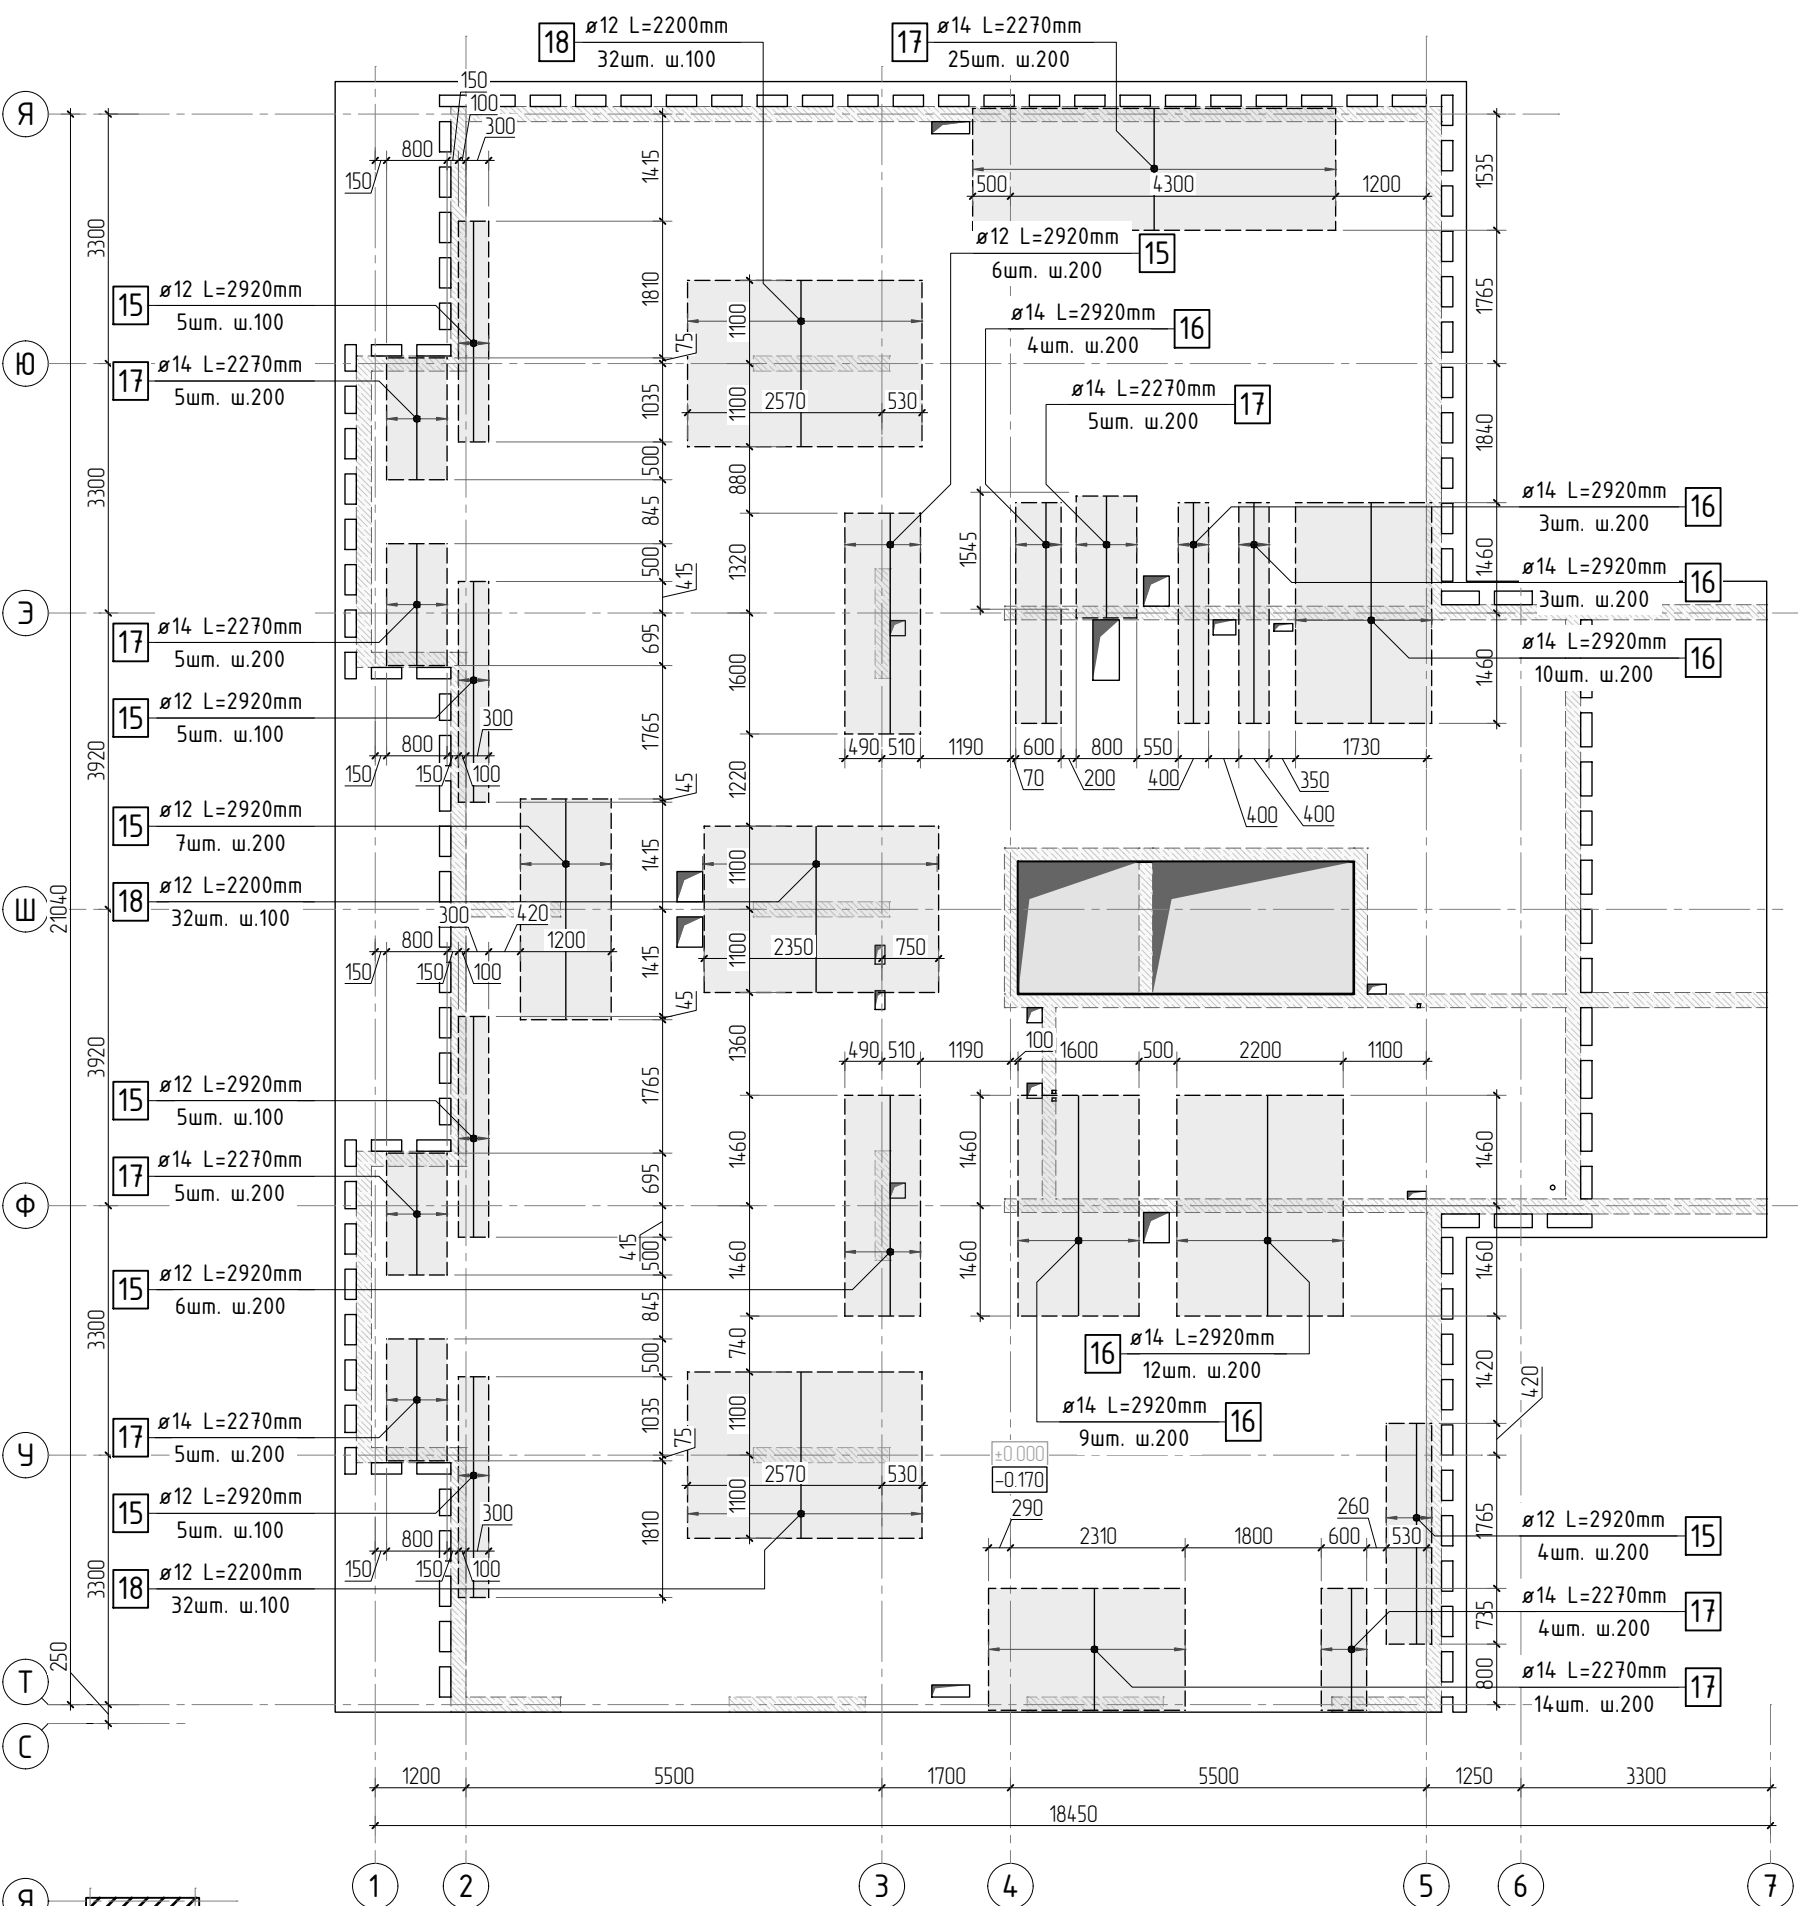 18 ø12 L=2200mm
32шт. ш.100
17 ø14 L=2270mm
25шт. ш.200
Я
150
100
300
800
150
1415
1535
500 4300 1200
3300
ø12 L=2920mm 15
6шт. ш.200
15 ø12 L=2920mm
5шт. ш.100
1810
1100
75
1765
ø14 L=2920mm 16
4шт. ш.200
Ю
17 ø14 L=2270mm
5шт. ш.200
1035
1100
2570 530
ø14 L=2270mm 17
5шт. ш.200
1840
3300
500
880
845
500
415
1320
1545
1460
ø14 L=2920mm 16
3шт. ш.200
ø14 L=2920mm 16
3шт. ш.200
Э
17 ø14 L=2270mm
5шт. ш.200
695
1600
1460
ø14 L=2920mm 16
10шт. ш.200
15 ø12 L=2920mm
5шт. ш.100
300
1765
800
150 150 100
490 510 1190 600 800 550 1730
70 200 400 350
400 400
3920
1220
45
15 ø12 L=2920mm
7шт. ш.200
1415
1100
18 ø12 L=2200mm
32шт. ш.100
Ш
21040
300 420
800 1200
150 150 100
2350 750
1415
1100
45
3920
1360
100
490 510 1190 1600 500 2200 1100
15 ø12 L=2920mm
5шт. ш.100
1765
1460
1460
1460
17 ø14 L=2270mm
5шт. ш.200
695
Ф
415
500
1460
1460
1460
15 ø12 L=2920mm
6шт. ш.200
845
740
3300
500
16 ø14 L=2920mm
12шт. ш.200
1420
420
ø14 L=2920mm 16
9шт. ш.200
17 ø14 L=2270mm
5шт. ш.200
1035
1100
75
У
±0.000
-0.170
2570 530
1100
15 ø12 L=2920mm
5шт. ш.100
300
800
150 150 100
1810
290 260
2310 1800 600 530
1765
ø12 L=2920mm 15
4шт. ш.200
18 ø12 L=2200mm
32шт. ш.100
3300
735
ø14 L=2270mm 17
4шт. ш.200
250
800
ø14 L=2270mm 17
14шт. ш.200
Т
С
1200 5500 1700 5500 1250 3300
18450
1 2 3 4 5 6 7
Я